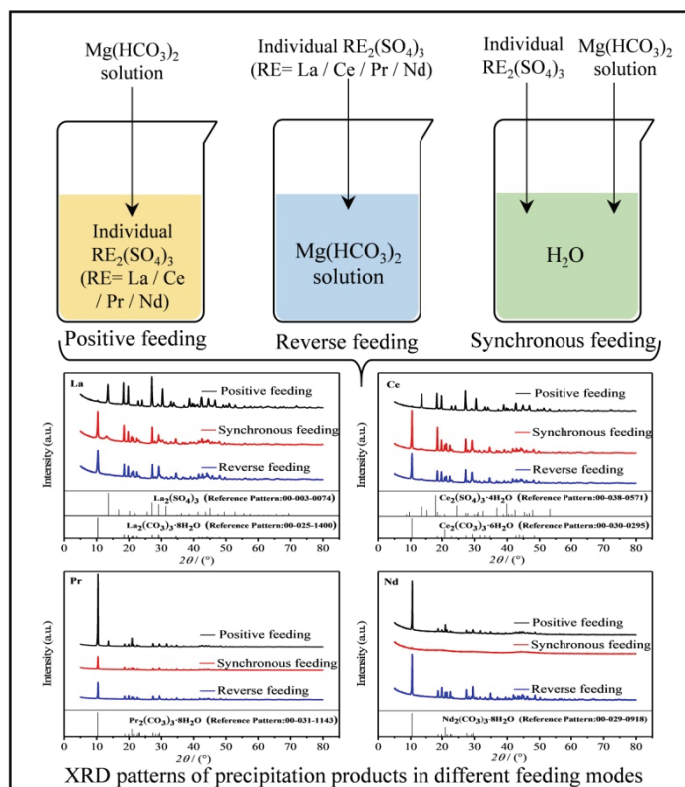 Mg(HCO₃)₂
solution
Individual RE₂(SO₄)₃
(RE= La / Ce / Pr / Nd)
Individual
RE₂(SO₄)₃
Mg(HCO₃)₂
solution
Individual
RE₂(SO₄)₃
(RE= La / Ce
/ Pr / Nd)
Mg(HCO₃)₂
solution
H₂O
Positive feeding
Reverse feeding
Synchronous feeding
La
Intensity (a.u.)
Positive feeding
Synchronous feeding
Reverse feeding
La₂(SO₄)₃ (Reference Pattern:00-003-0074)
La₂(CO₃)₃·8H₂O (Reference Pattern:00-025-1400)
0 10 20 30 40 50 60 70 80
2θ / (°)
Ce
Intensity (a.u.)
Positive feeding
Synchronous feeding
Reverse feeding
Ce₂(SO₄)₃·4H₂O (Reference Pattern:00-038-0571)
Ce₂(CO₃)₃·6H₂O (Reference Pattern:00-030-0295)
0 10 20 30 40 50 60 70 80
2θ / (°)
Pr
Intensity (a.u.)
Positive feeding
Synchronous feeding
Reverse feeding
Pr₂(CO₃)₃·8H₂O (Reference Pattern:00-031-1143)
0 10 20 30 40 50 60 70 80
2θ / (°)
Nd
Intensity (a.u.)
Positive feeding
Synchronous feeding
Reverse feeding
Nd₂(CO₃)₃·8H₂O (Reference Pattern:00-029-0918)
0 10 20 30 40 50 60 70 80
2θ / (°)
XRD patterns of precipitation products in different feeding modes